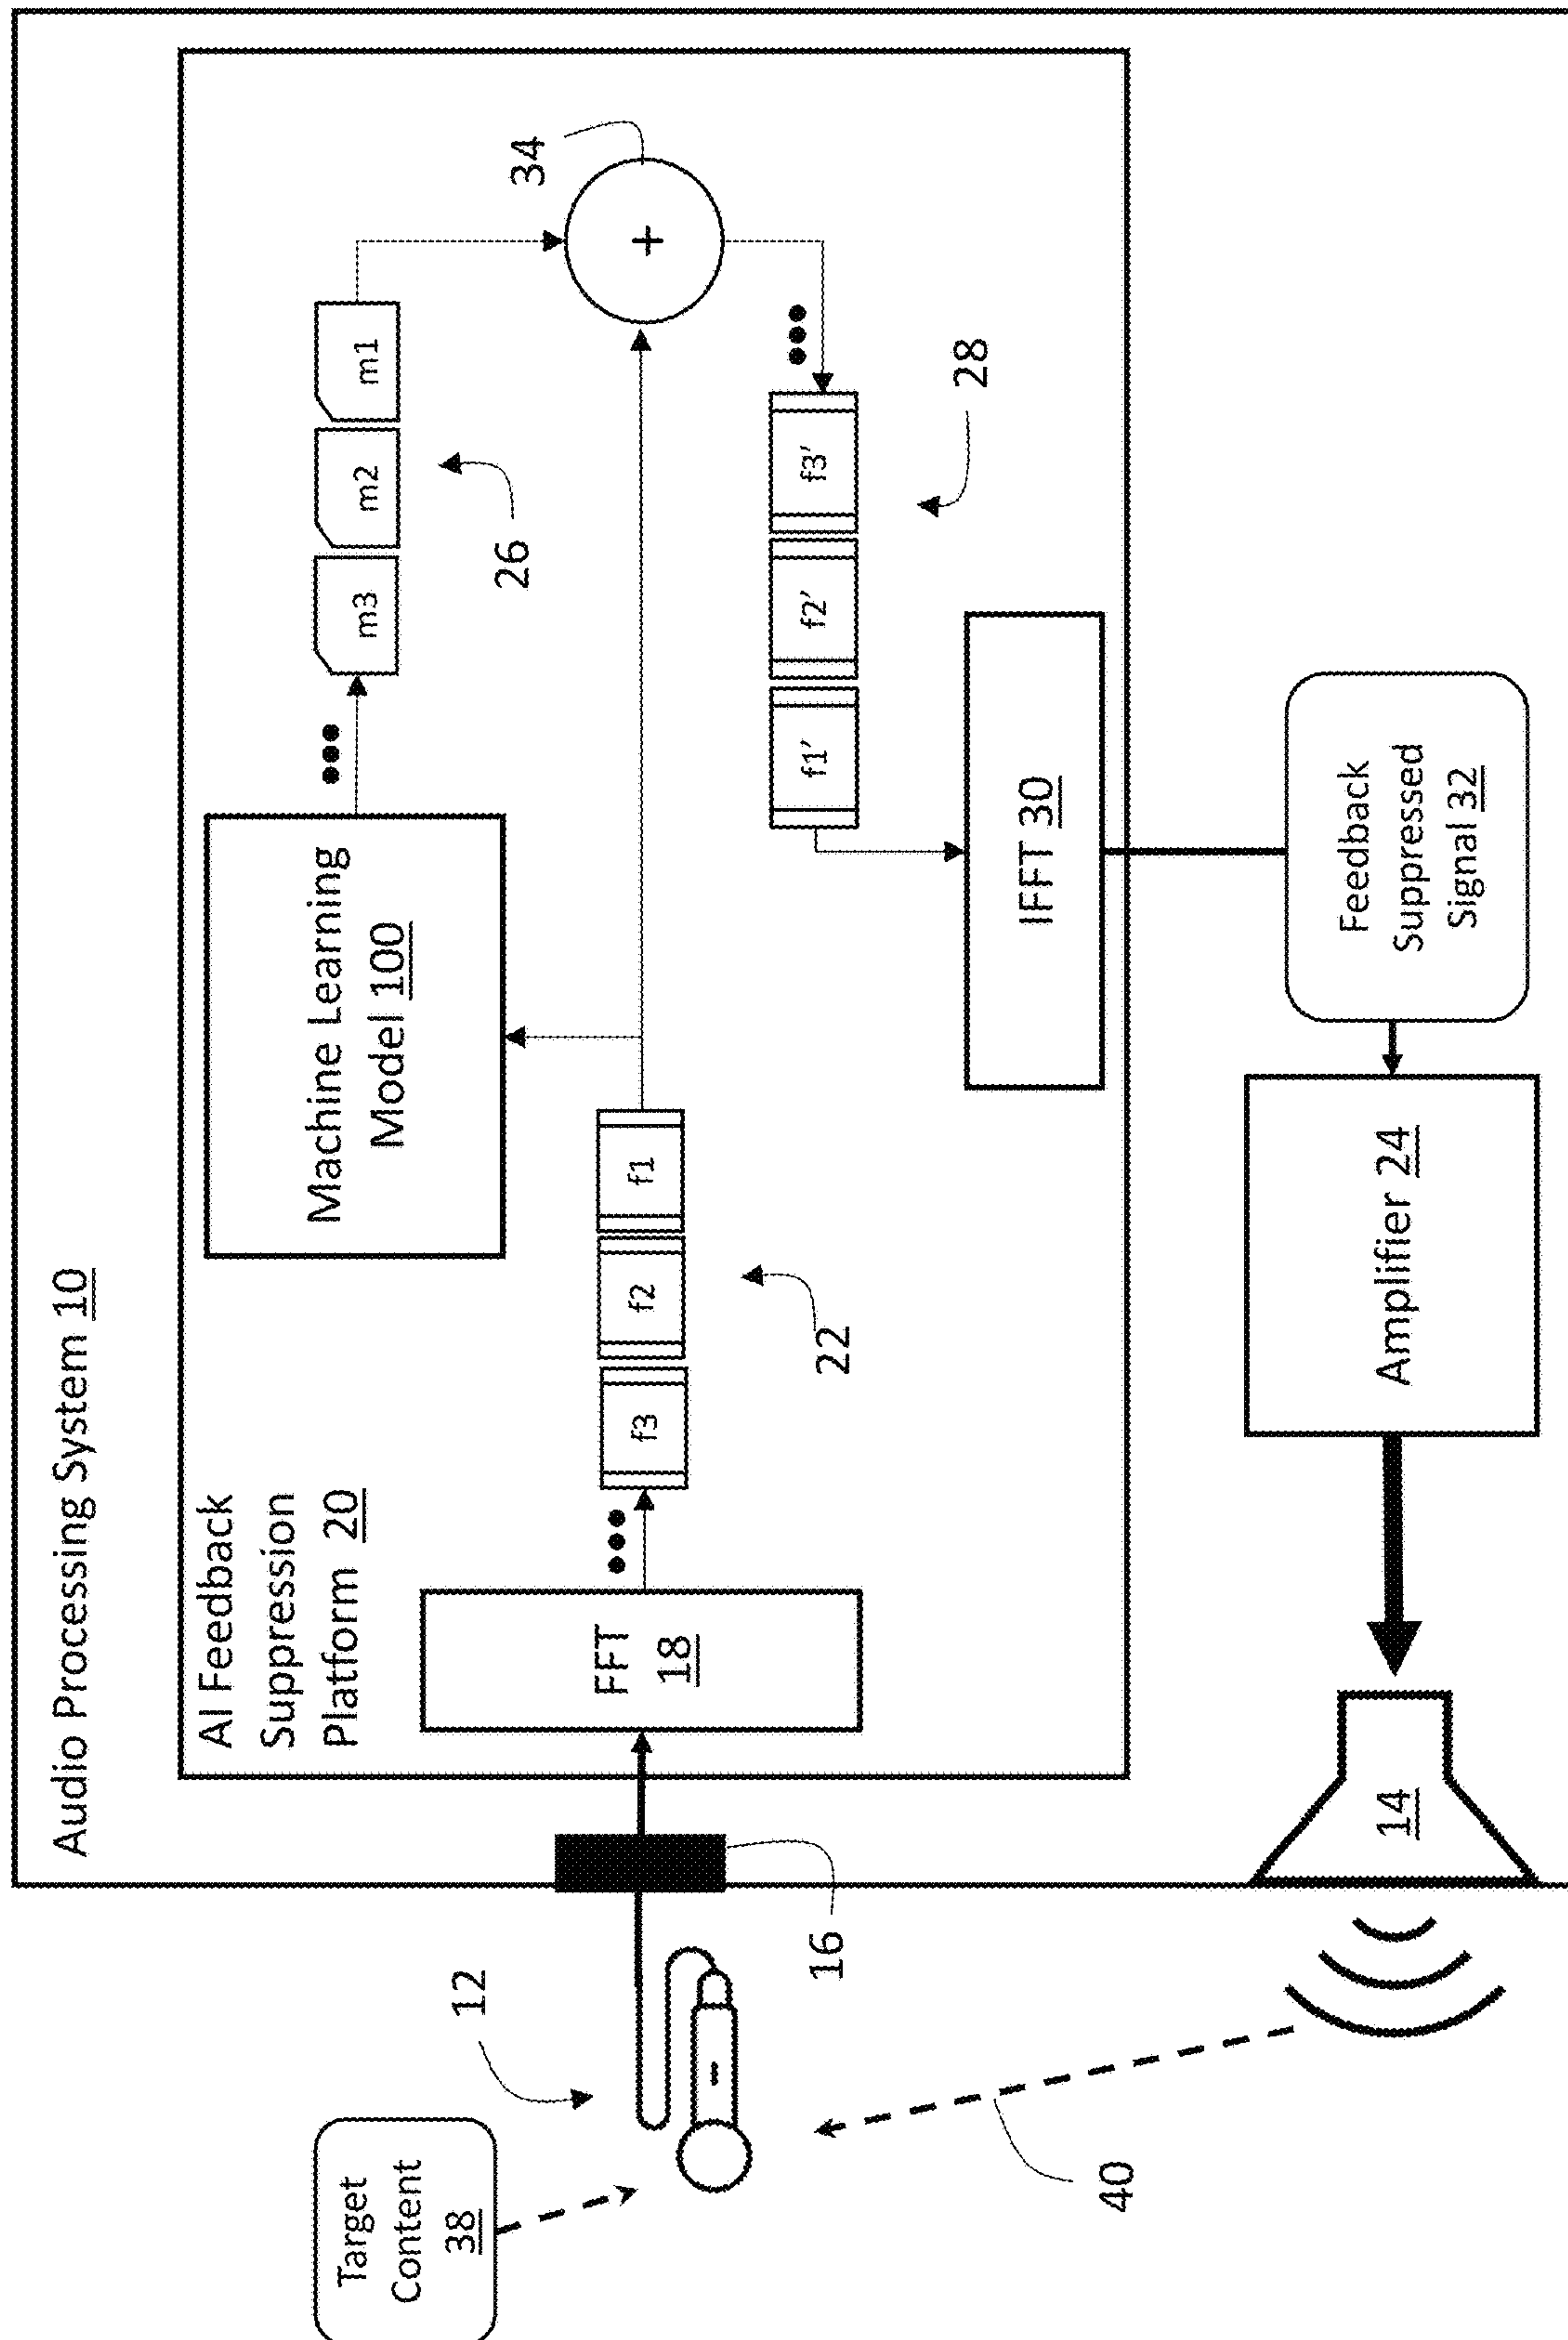 Audio Processing System 10
AI Feedback
Suppression
Platform 20
Machine Learning
Model 100
m3
m2
m1
26
34
Target
Content
38
12
16
FFT
18
f3
f2
f1
22
f1’
f2’
f3’
28
IFFT 30
40
14
Amplifier 24
Feedback
Suppressed
Signal 32
+